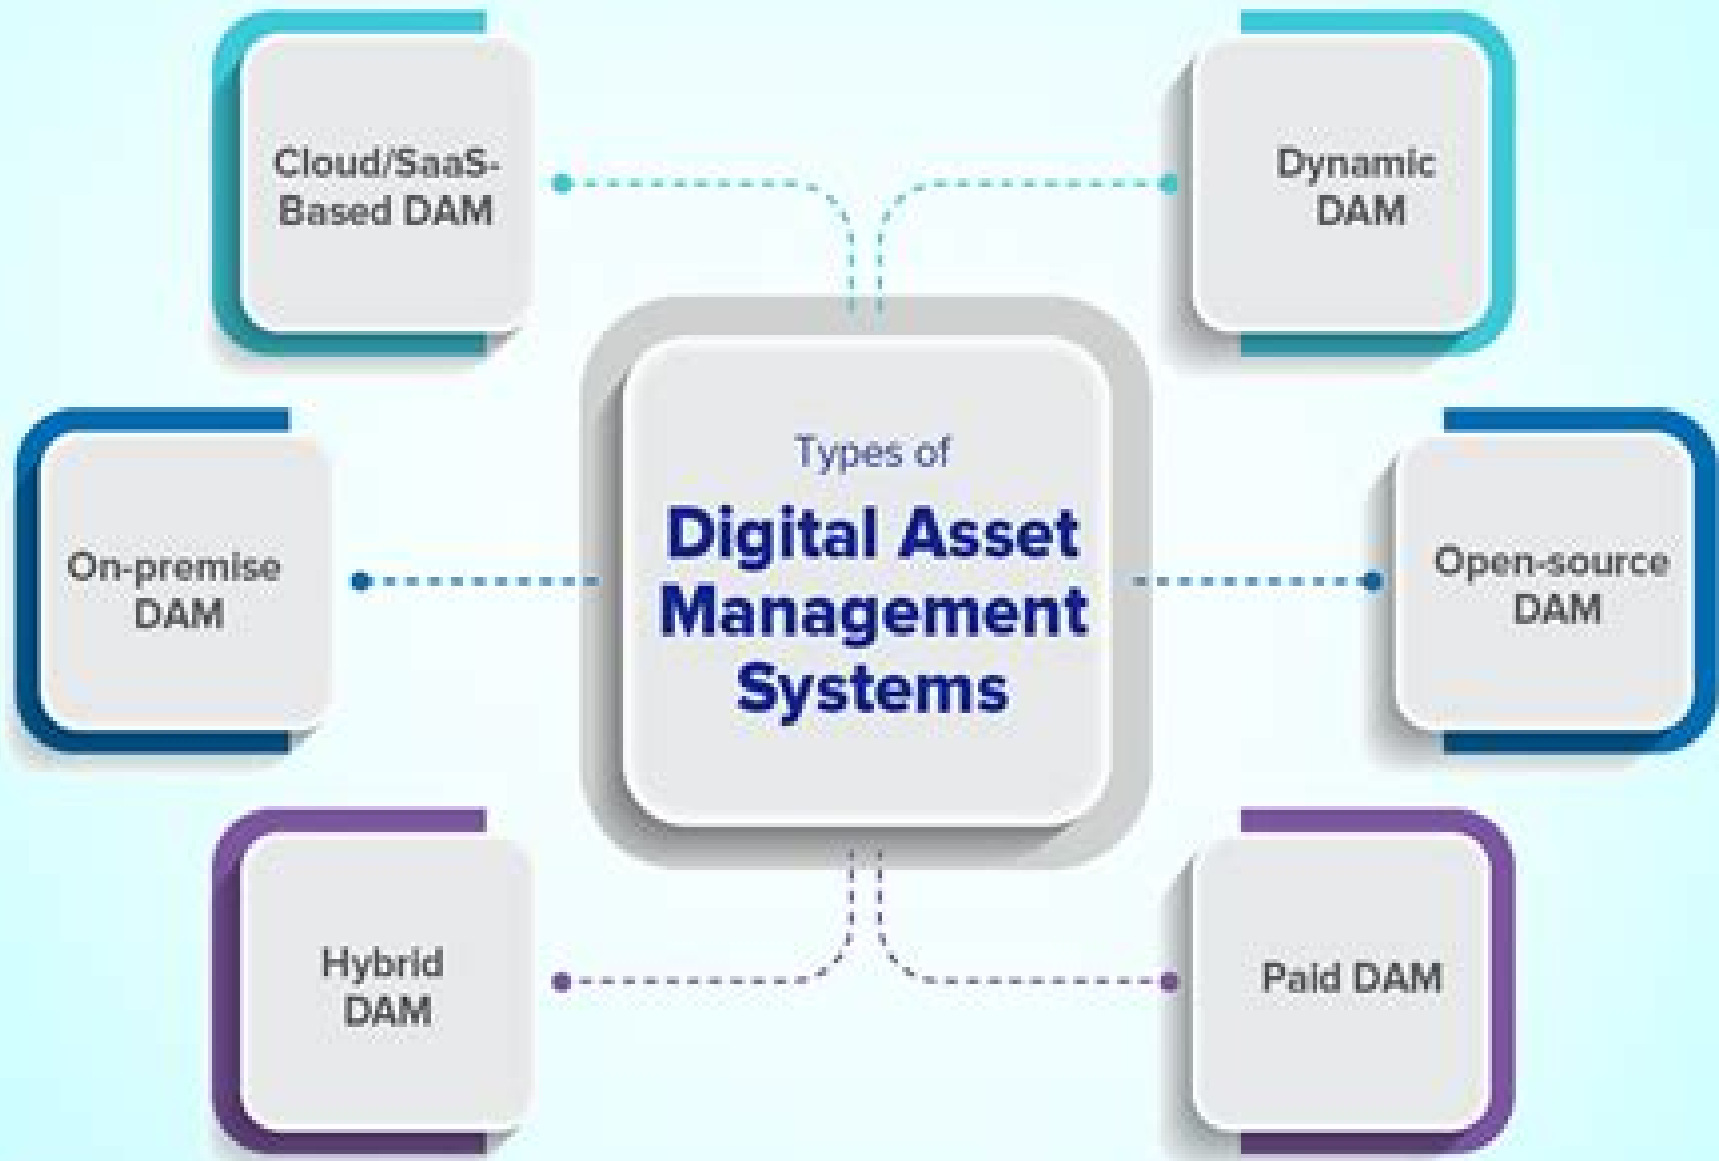 Cloud/SaaS-
Based DAM
Dynamic
DAM
On-premise
DAM
Types of
Digital Asset
Management
Systems
Open-source
DAM
Hybrid
DAM
Paid DAM